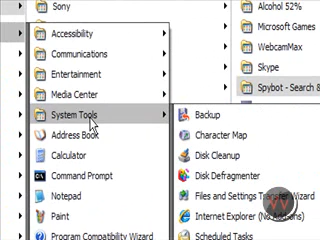 Sony
Accessibility
Communications
Entertainment
Media Center
System Tools
Address Book
Calculator
Command Prompt
Notepad
Paint
Program Compatibility Wizard
Backup
Character Map
Disk Cleanup
Disk Defragmenter
Files and Settings Transfer Wizard
Internet Explorer (No Add-ons)
Scheduled Tasks
Alcohol 52%
Microsoft Games
WebcamMax
Skype
Spybot - Search &